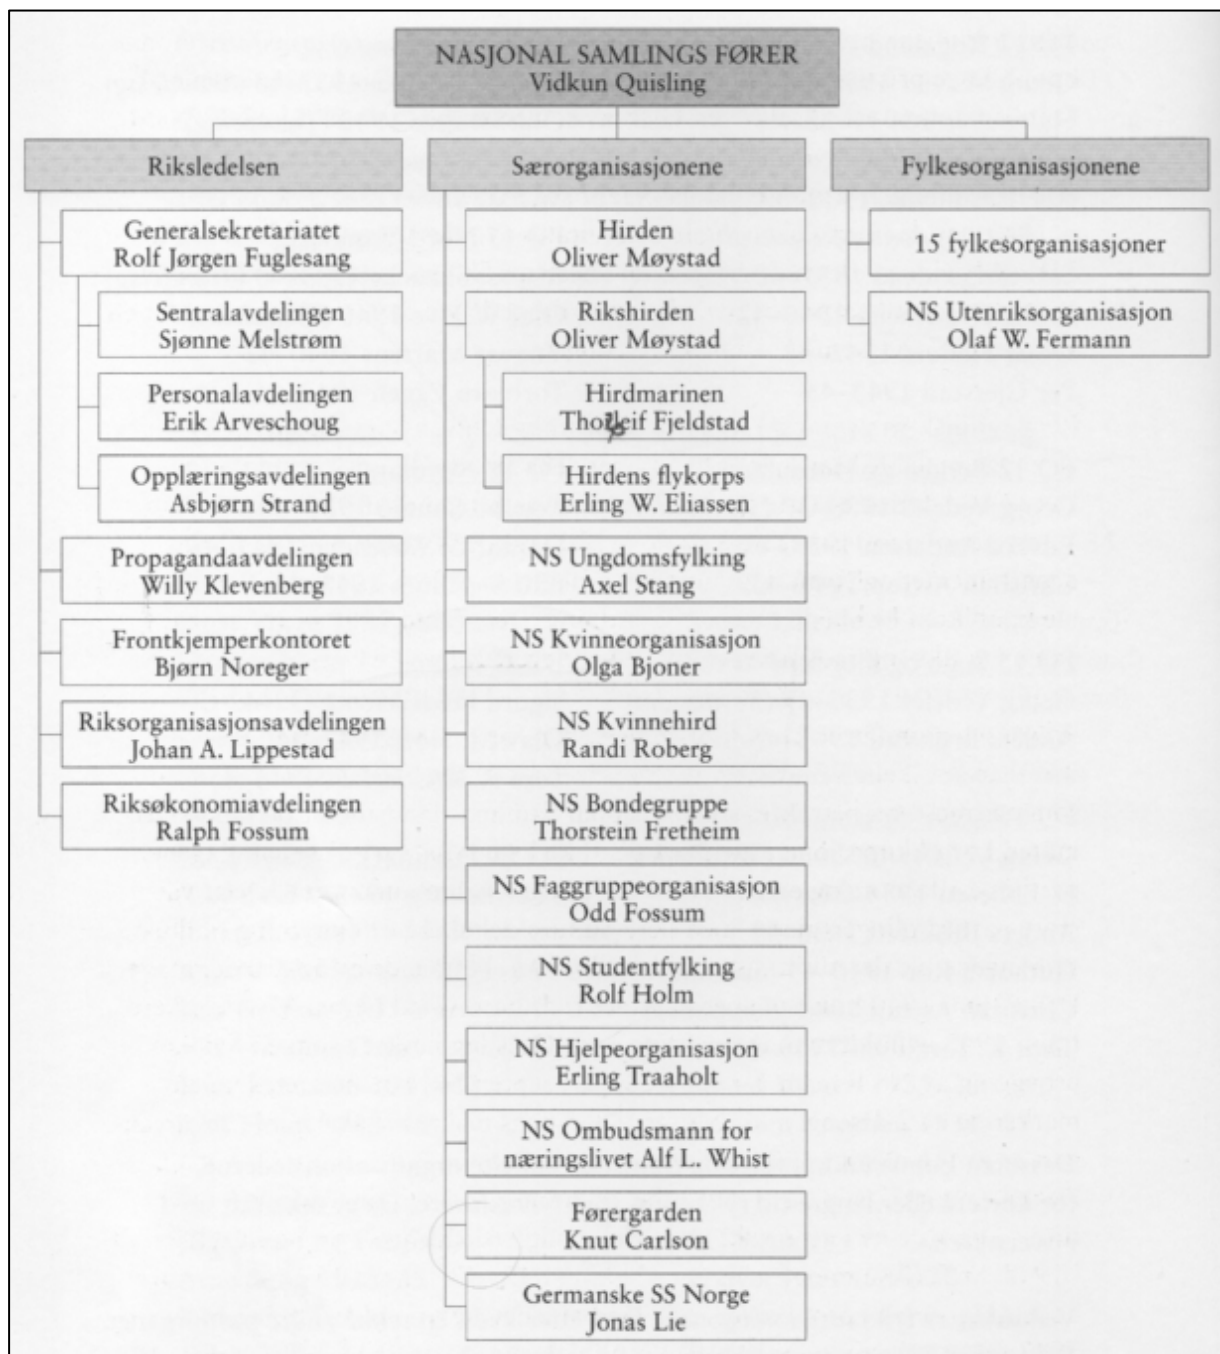 NASJONAL SAMLINGS FØRER
Vidkun Quisling
Riksledelsen
Generalsekretariatet
Rolf Jørgen Fuglesang
Sentralavdelingen
Sjønne Melstrøm
Personalavdelingen
Erik Arveschoug
Opplæringsavdelingen
Asbjørn Strand
Propagandaavdelingen
Willy Klevenberg
Frontkjemperkontoret
Bjørn Noreger
Riksorganisasjonsavdelingen
Johan A. Lippestad
Riksøkonomiavdelingen
Ralph Fossum
Særorganisasjonene
Hirden
Oliver Møystad
Rikshirden
Oliver Møystad
Hirdmarinen
Thorleif Fjeldstad
Hirdens flykorps
Erling W. Eliassen
NS Ungdomsfylking
Axel Stang
NS Kvinneorganisasjon
Olga Bjoner
NS Kvinnehird
Randi Roberg
NS Bondegruppe
Thorstein Fretheim
NS Faggruppeorganisasjon
Odd Fossum
NS Studentfylking
Rolf Holm
NS Hjelpeorganisasjon
Erling Traaholt
NS Ombudsmann for
næringslivet Alf L. Whist
Førergarden
Knut Carlson
Germanske SS Norge
Jonas Lie
Fylkesorganisasjonene
15 fylkesorganisasjoner
NS Utenriksorganisasjon
Olaf W. Fermann